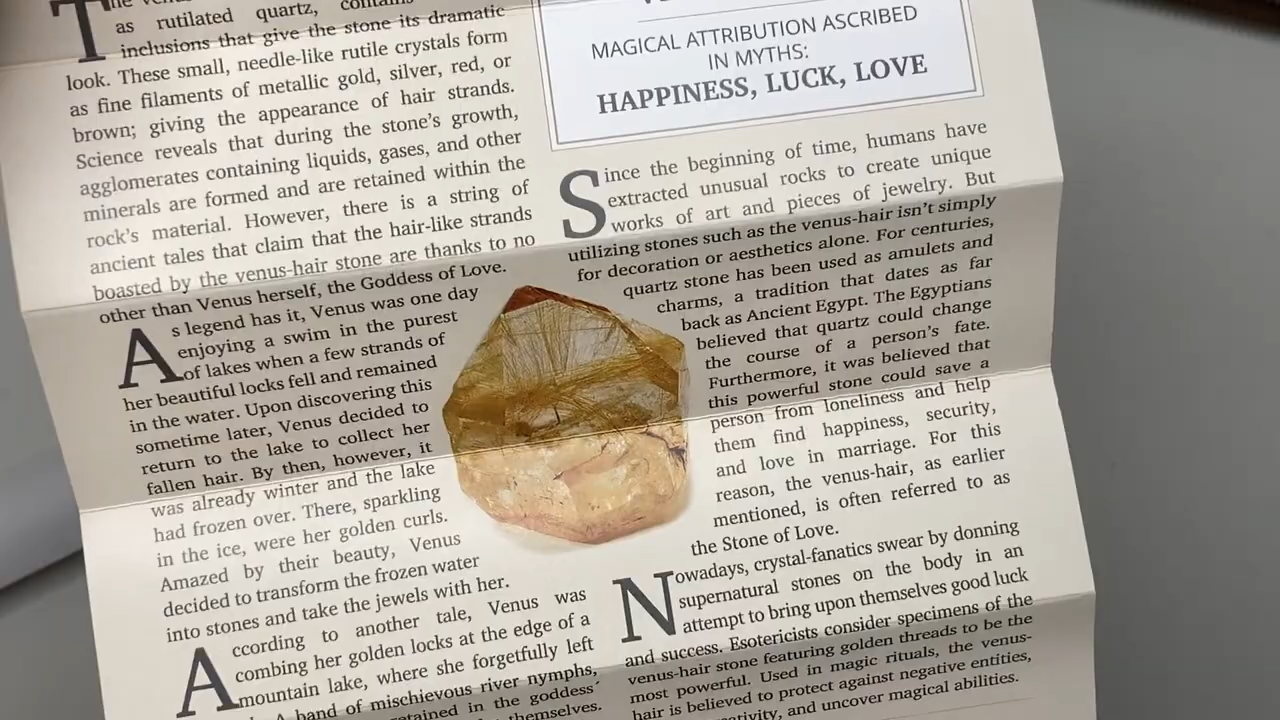 The
as rutilated quartz,
inclusions that give the stone its dramatic
look. These small, needle-like rutile crystals form
as fine filaments of metallic gold, silver, red, or
brown; giving the appearance of hair strands.
Science reveals that during the stone's growth,
agglomerates containing liquids, gases, and other
minerals are formed and are retained within the
rock's material. However, there is a string of
ancient tales that claim that the hair-like strands
boasted by the venus-hair stone are thanks to no
other than Venus herself, the Goddess of Love.
As legend has it, Venus was one day
enjoying a swim in the purest
of lakes when a few strands of
her beautiful locks fell and remained
in the water. Upon discovering this
sometime later, Venus decided to
return to the lake to collect her
fallen hair. By then, however, it
was already winter and the lake
had frozen over. There, sparkling
in the ice, were her golden curls.
Amazed by their beauty, Venus
decided to transform the frozen water
into stones and take the jewels with her.
According to another tale, Venus was
combing her golden locks at the edge of a
mountain lake, where she forgetfully left
A band of mischievous river nymphs,
retained in the goddess'
themselves.
MAGICAL ATTRIBUTION ASCRIBED
IN MYTHS:
HAPPINESS, LUCK, LOVE
Since the beginning of time, humans have
extracted unusual rocks to create unique
works of art and pieces of jewelry. But
utilizing stones such as the venus-hair isn't simply
for decoration or aesthetics alone. For centuries,
quartz stone has been used as amulets and
charms, a tradition that dates as far
back as Ancient Egypt. The Egyptians
believed that quartz could change
the course of a person's fate.
Furthermore, it was believed that
this powerful stone could save a
person from loneliness and help
them find happiness, security,
and love in marriage. For this
reason, the venus-hair, as earlier
mentioned, is often referred to as
the Stone of Love.
Nowadays, crystal-fanatics swear by donning
supernatural stones on the body in an
attempt to bring upon themselves good luck
and success. Esotericists consider specimens of the
venus-hair stone featuring golden threads to be the
most powerful. Used in magic rituals, the venus-
hair is believed to protect against negative entities,
and uncover magical abilities.